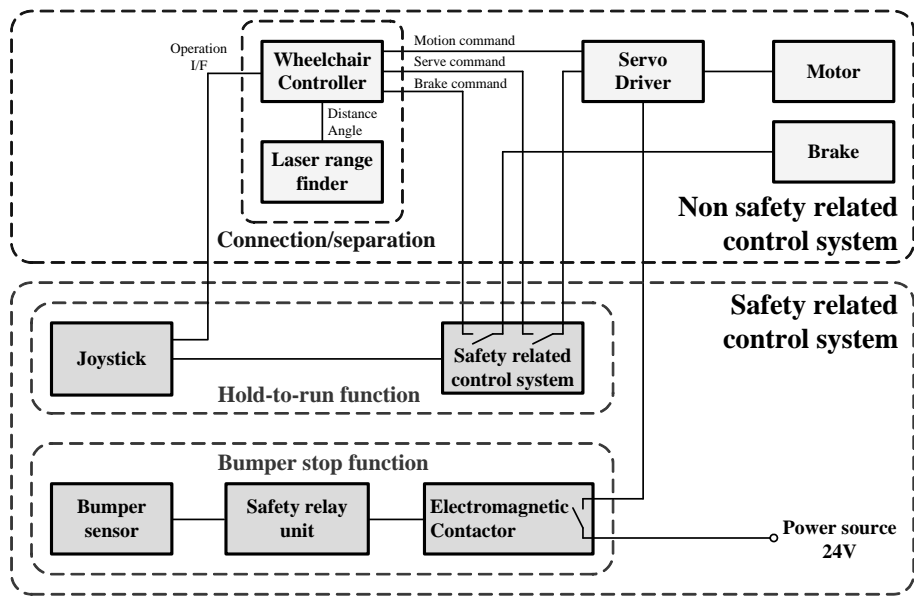 Operation
I/F
Wheelchair
Controller
Motion command
Serve command
Brake command
Servo
Driver
Motor
Distance
Angle
Laser range
finder
Brake
Connection/separation
Non safety related
control system
Safety related
control system
Joystick
Safety related
control system
Hold-to-run function
Bumper stop function
Bumper
sensor
Safety relay
unit
Electromagnetic
Contactor
Power source
24V